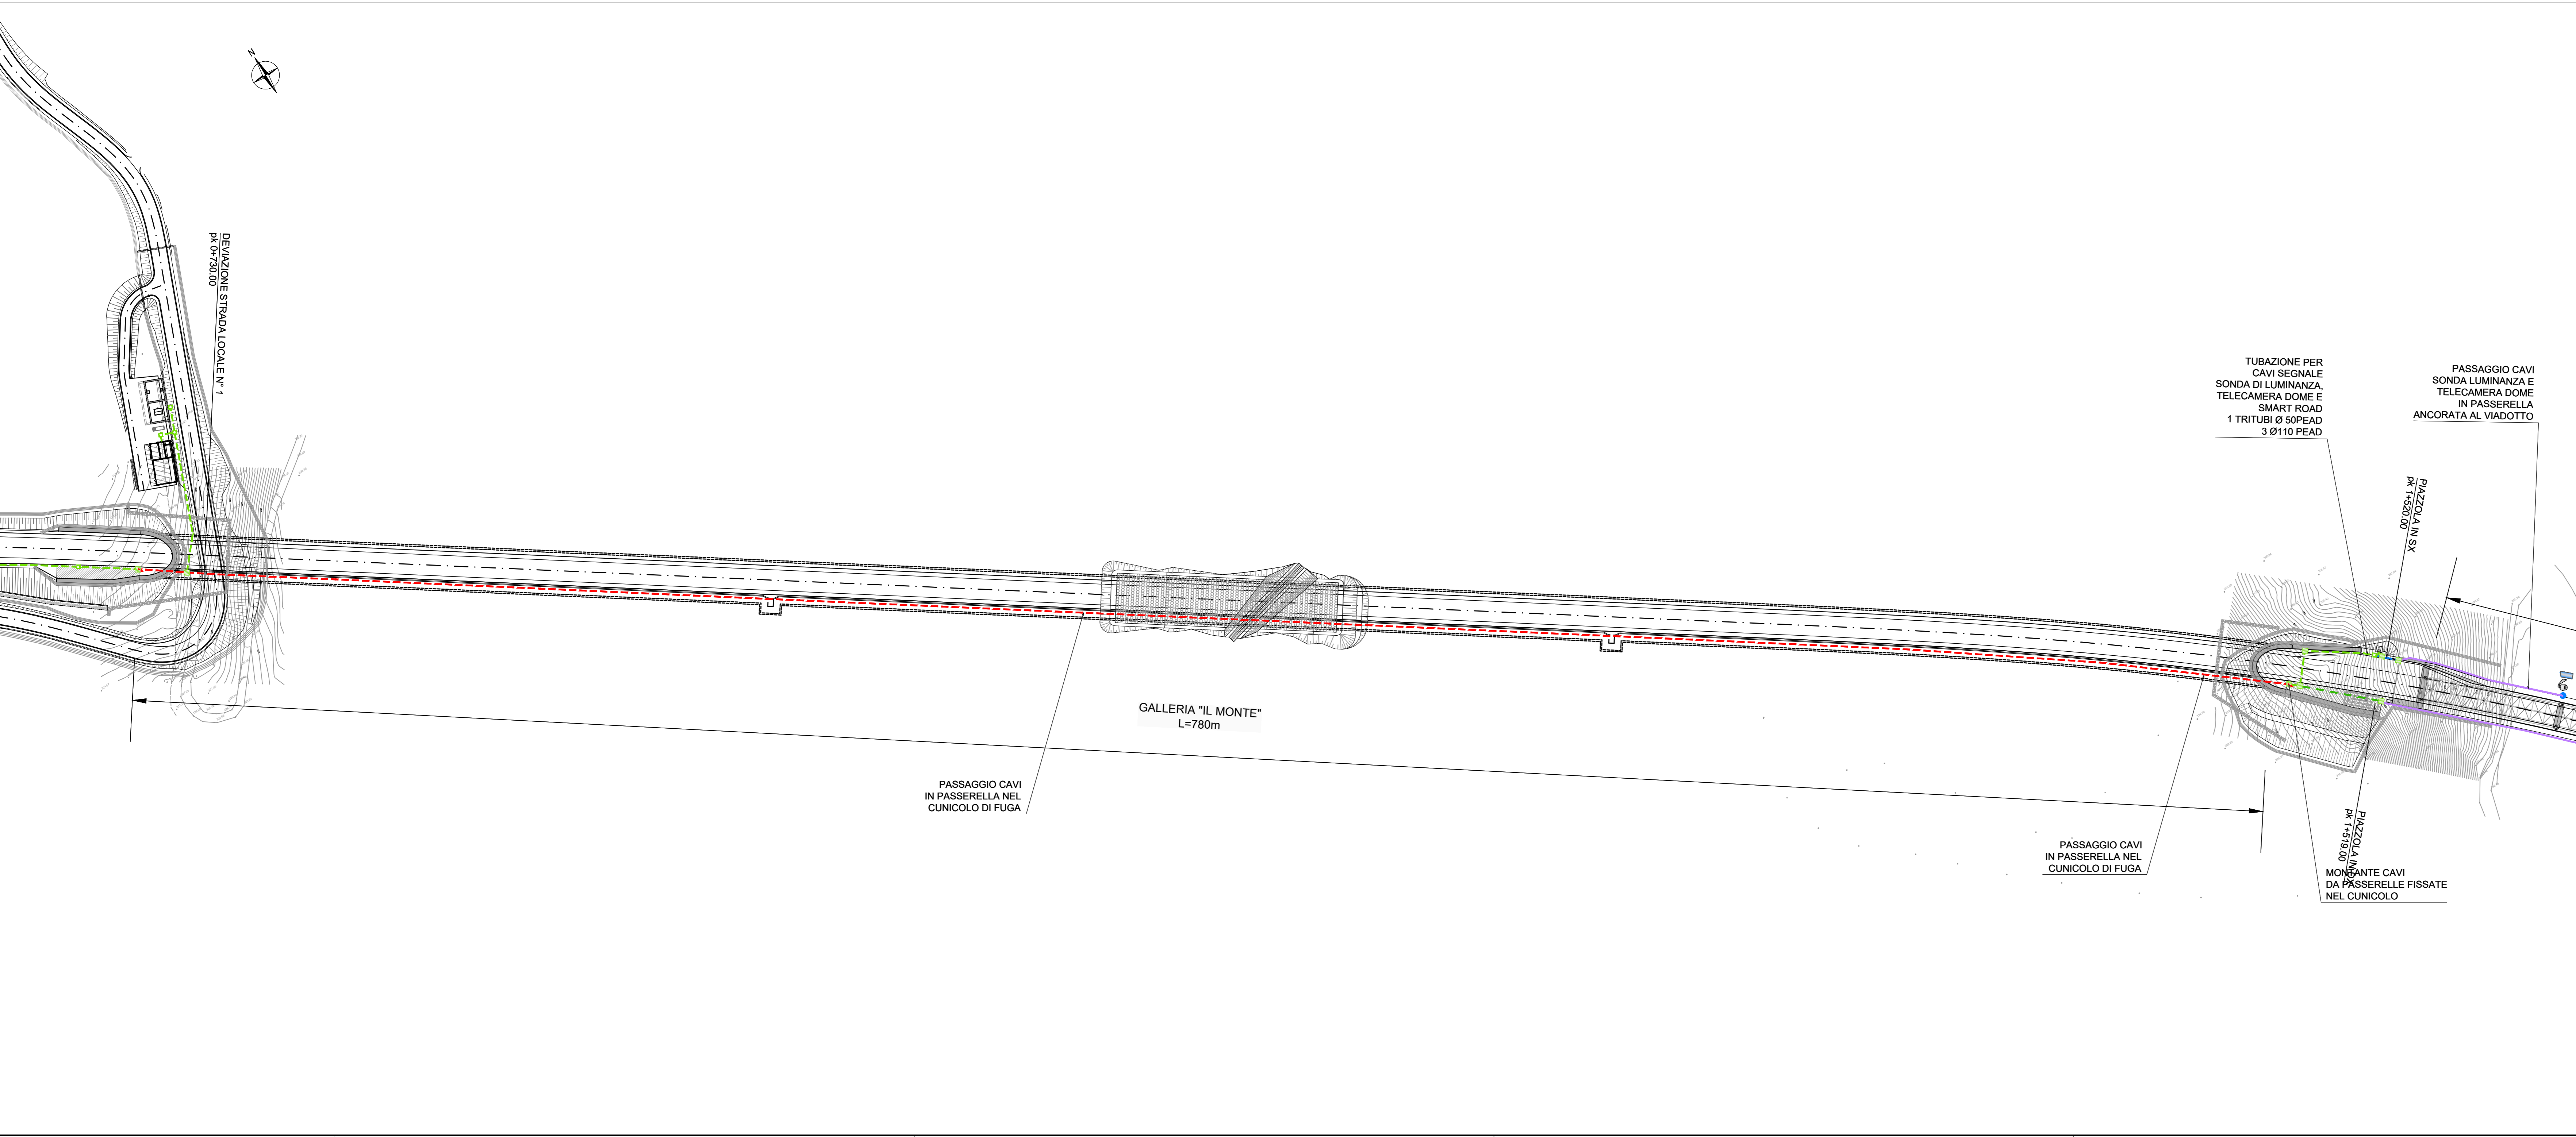 N
DEVIAZIONE STRADA LOCALE N° 1
pk 0+730.00
TUBAZIONE PER
CAVI SEGNALE
SONDA DI LUMINANZA,
TELECAMERA DOME E
SMART ROAD
1 TRITUBI Ø 50PEAD
3 Ø110 PEAD
PASSAGGIO CAVI
SONDA LUMINANZA E
TELECAMERA DOME
IN PASSERELLA
ANCORATA AL VIADOTTO
PIAZZOLA IN SX
pk 1+520.00
GALLERIA "IL MONTE"
L=780m
PASSAGGIO CAVI
IN PASSERELLA NEL
CUNICOLO DI FUGA
PASSAGGIO CAVI
IN PASSERELLA NEL
CUNICOLO DI FUGA
PIAZZOLA IN DX
pk 1+519.00
MONTANTE CAVI
DA PASSERELLE FISSATE
NEL CUNICOLO